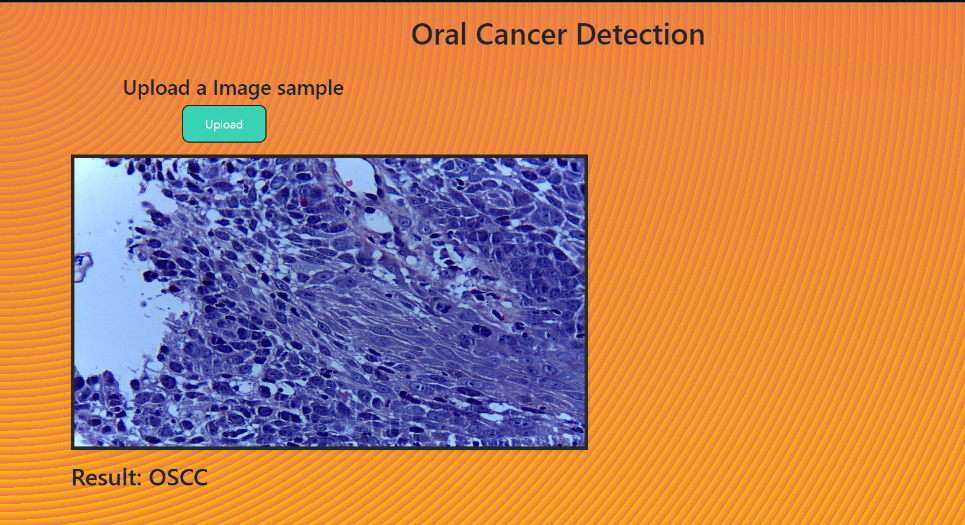 Oral Cancer Detection
Upload a Image sample
Upload
Result: OSCC